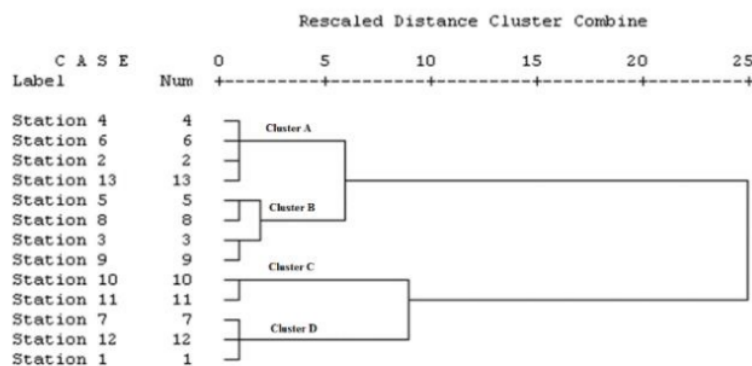 Rescaled Distance Cluster Combine
C A S E 0 5 10 15 20 25
Label Num +---------+---------+---------+---------+---------+
Station 4 4
Cluster A
Station 6 6
Station 2 2
Station 13 13
Station 5 5
Cluster B
Station 8 8
Station 3 3
Station 9 9
Cluster C
Station 10 10
Station 11 11
Station 7 7
Cluster D
Station 12 12
Station 1 1